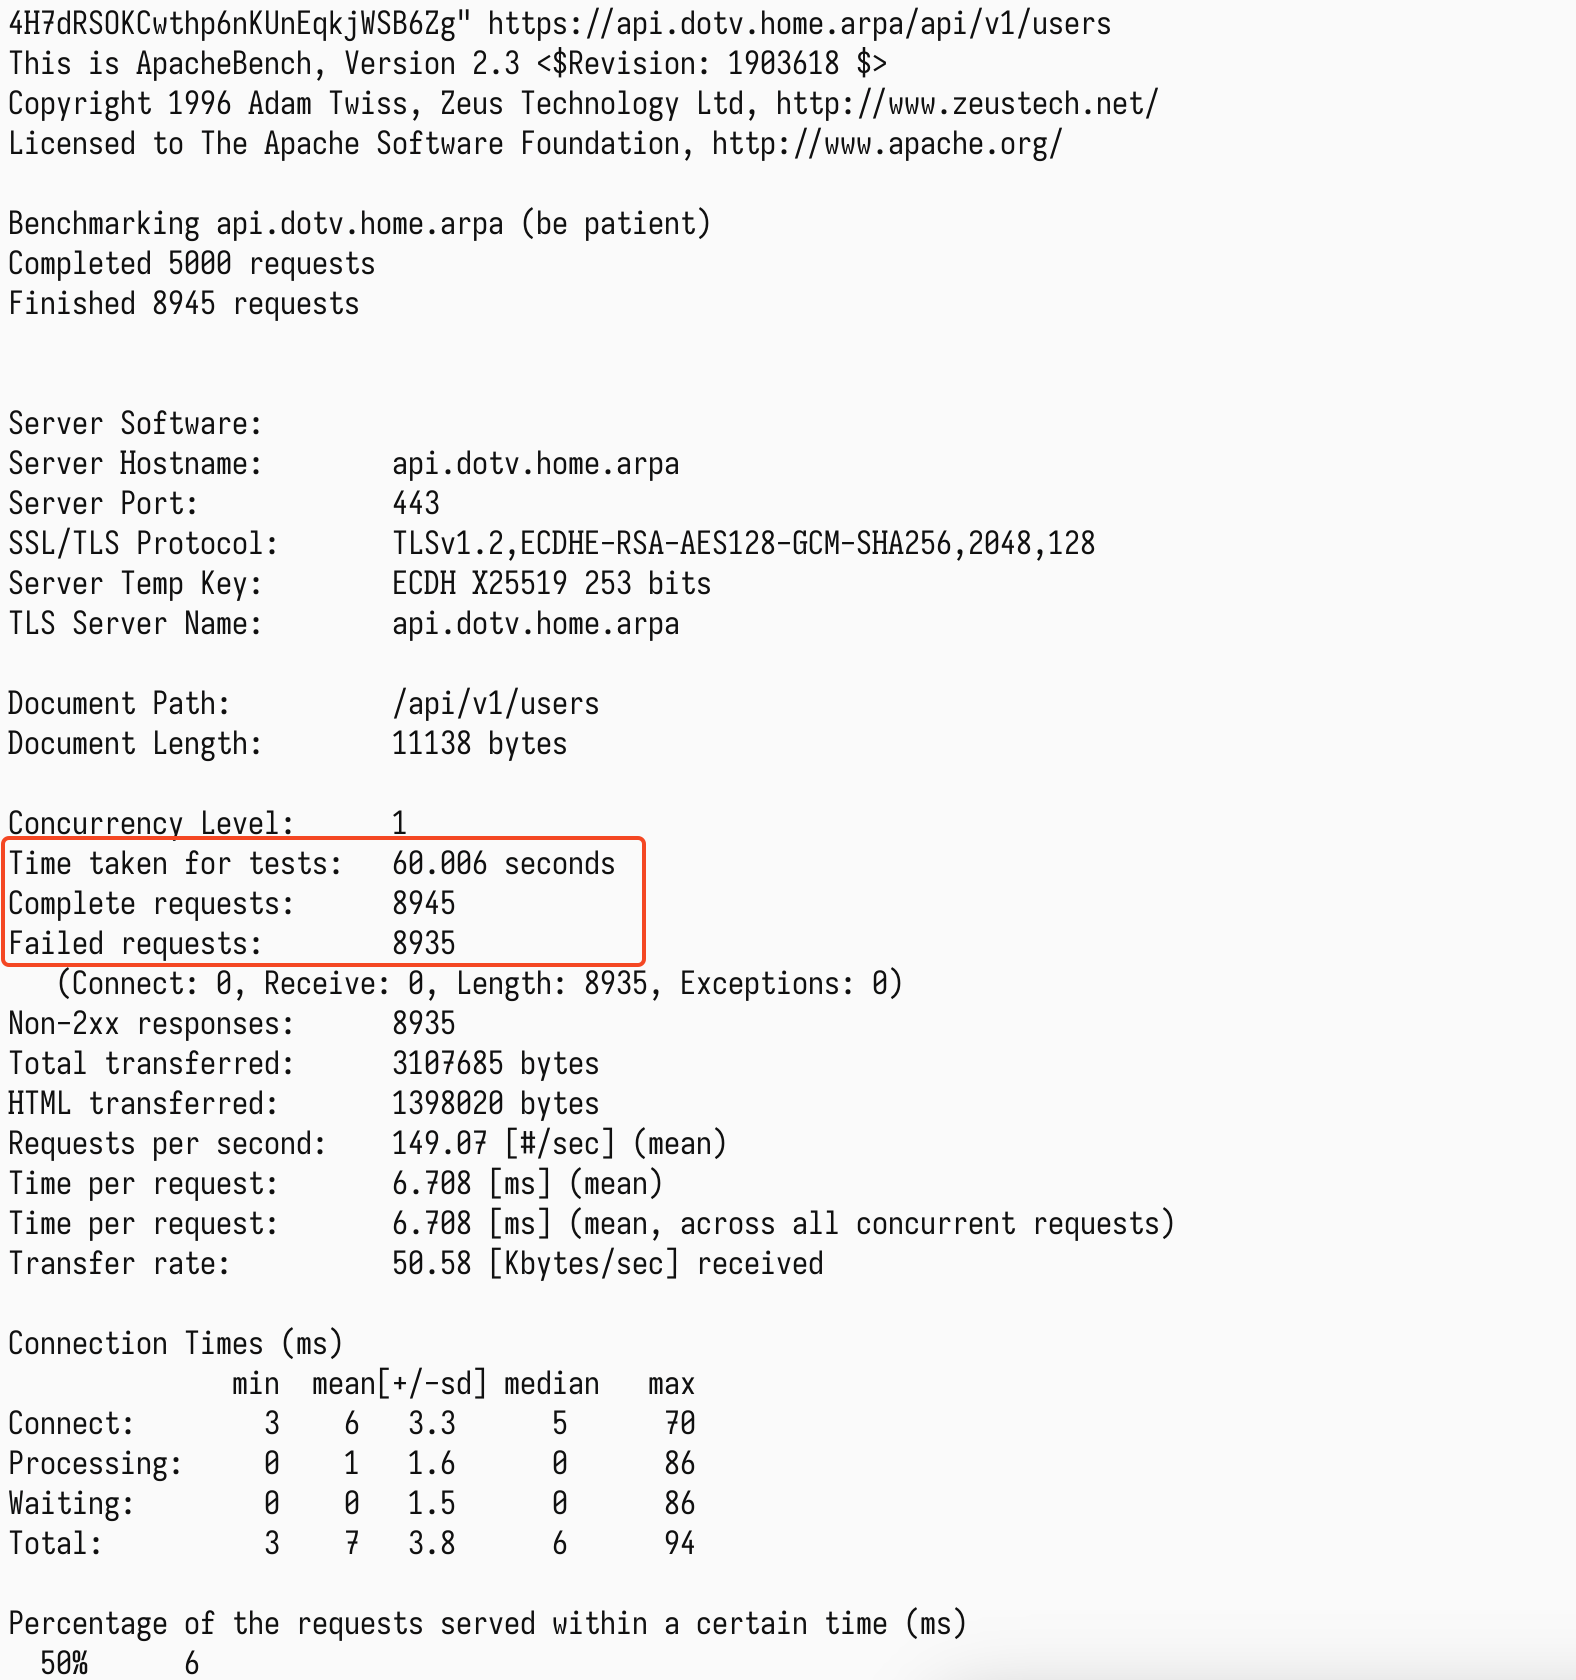 4H7dRSOKCwthp6nKUnEqkjWSB6Zg" https://api.dotv.home.arpa/api/v1/users
This is ApacheBench, Version 2.3 <$Revision: 1903618 $>
Copyright 1996 Adam Twiss, Zeus Technology Ltd, http://www.zeustech.net/
Licensed to The Apache Software Foundation, http://www.apache.org/
Benchmarking api.dotv.home.arpa (be patient)
Completed 5000 requests
Finished 8945 requests
Server Software:
Server Hostname:        api.dotv.home.arpa
Server Port:            443
SSL/TLS Protocol:       TLSv1.2,ECDHE-RSA-AES128-GCM-SHA256,2048,128
Server Temp Key:        ECDH X25519 253 bits
TLS Server Name:        api.dotv.home.arpa
Document Path:          /api/v1/users
Document Length:        11138 bytes
Concurrency Level:      1
Time taken for tests:   60.006 seconds
Complete requests:      8945
Failed requests:        8935
   (Connect: 0, Receive: 0, Length: 8935, Exceptions: 0)
Non-2xx responses:      8935
Total transferred:      3107685 bytes
HTML transferred:       1398020 bytes
Requests per second:    149.07 [#/sec] (mean)
Time per request:       6.708 [ms] (mean)
Time per request:       6.708 [ms] (mean, across all concurrent requests)
Transfer rate:          50.58 [Kbytes/sec] received
Connection Times (ms)
              min  mean[+/-sd] median   max
Connect:        3    6   3.3      5      70
Processing:     0    1   1.6      0      86
Waiting:        0    0   1.5      0      86
Total:          3    7   3.8      6      94
Percentage of the requests served within a certain time (ms)
  50%      6